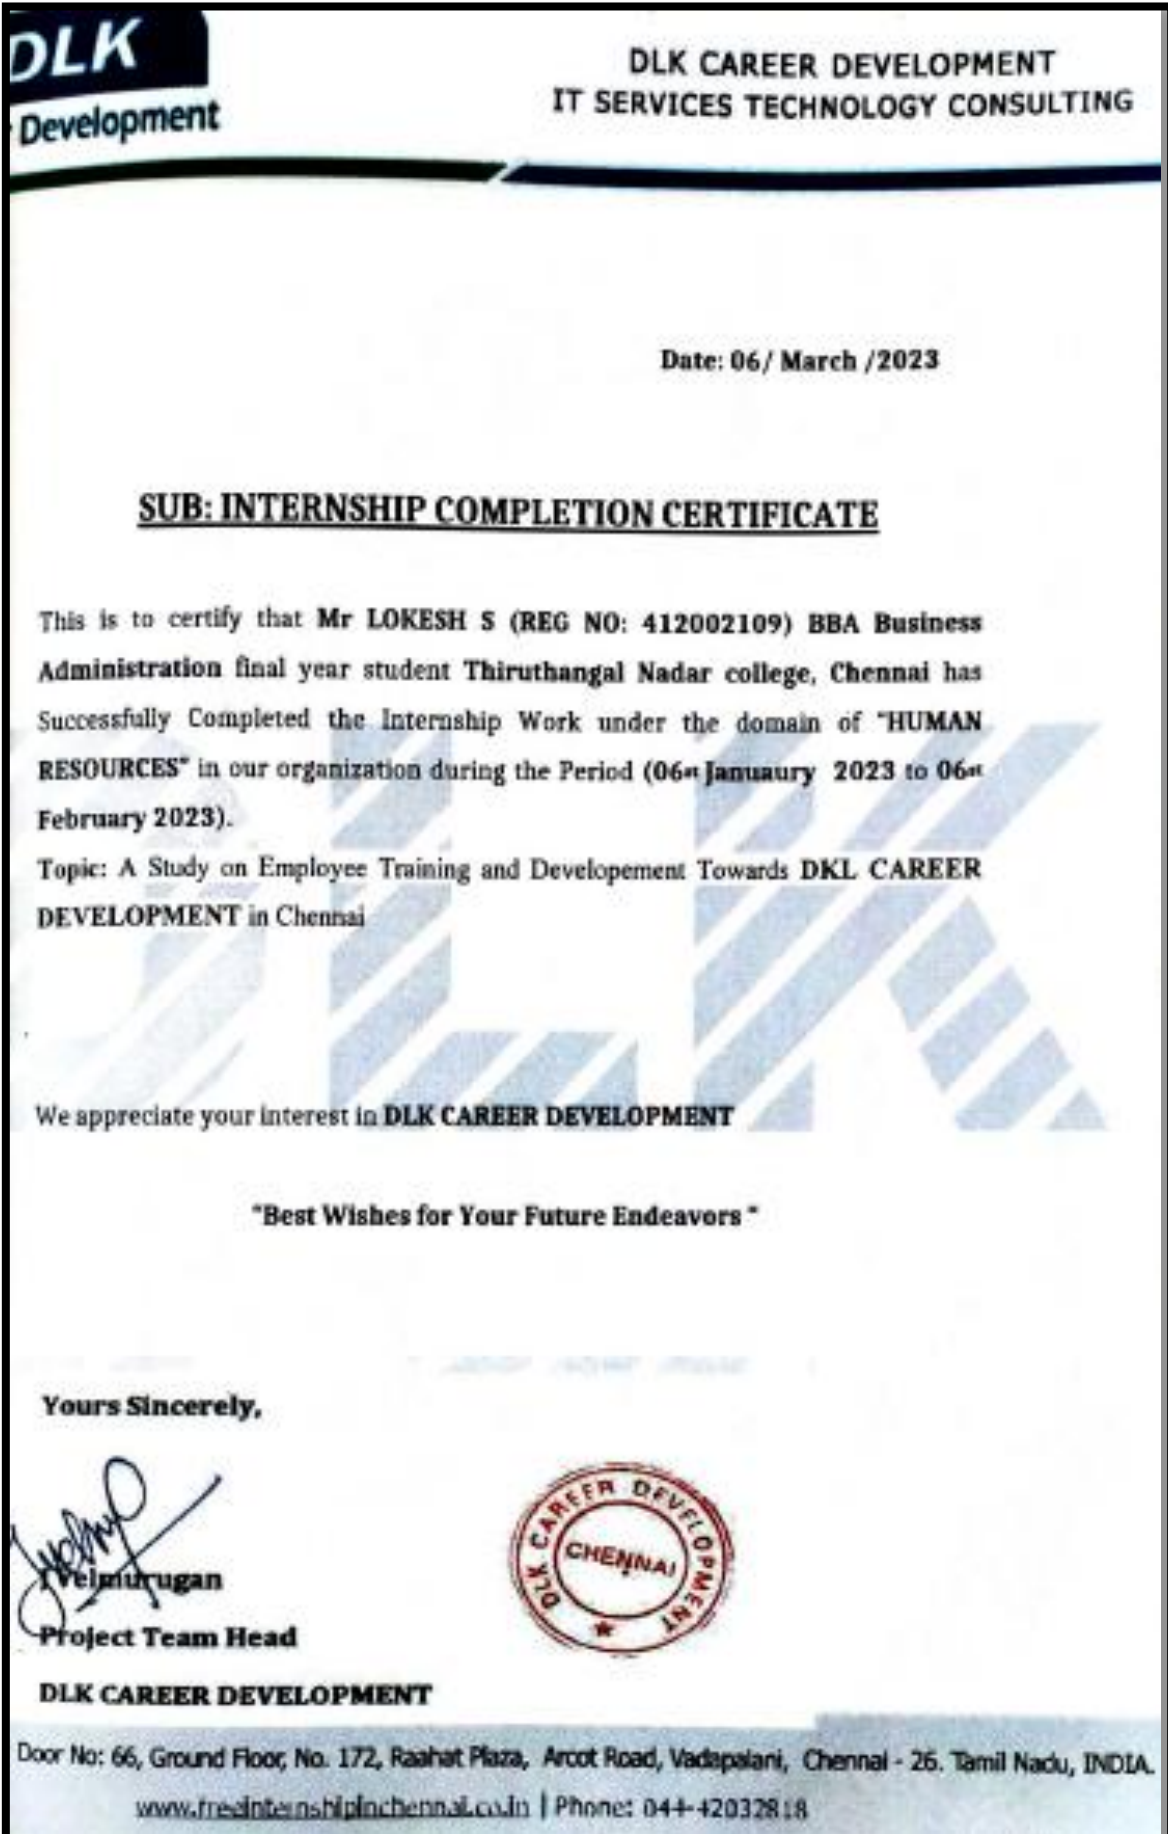 DLK
Development
DLK CAREER DEVELOPMENT
IT SERVICES TECHNOLOGY CONSULTING
Date: 06/ March /2023
SUB: INTERNSHIP COMPLETION CERTIFICATE
This is to certify that Mr LOKESH S (REG NO: 412002109) BBA Business
Administration final year student Thiruthangal Nadar college, Chennai has
Successfully Completed the Internship Work under the domain of "HUMAN
RESOURCES" in our organization during the Period (06st Januaury 2023 to 06st
February 2023).
Topic: A Study on Employee Training and Developement Towards DKL CAREER
DEVELOPMENT in Chennai
DLK
We appreciate your interest in DLK CAREER DEVELOPMENT
"Best Wishes for Your Future Endeavors "
Yours Sincerely,
Velmurugan
Project Team Head
DLK CAREER DEVELOPMENT
DLK CAREER DEVELOPMENT
CHENNAI
Door No: 66, Ground Floor, No. 172, Raahat Plaza, Arcot Road, Vadapalani, Chennai - 26. Tamil Nadu, INDIA.
www.freeinternshipinchennai.co.in | Phone: 044-42032818